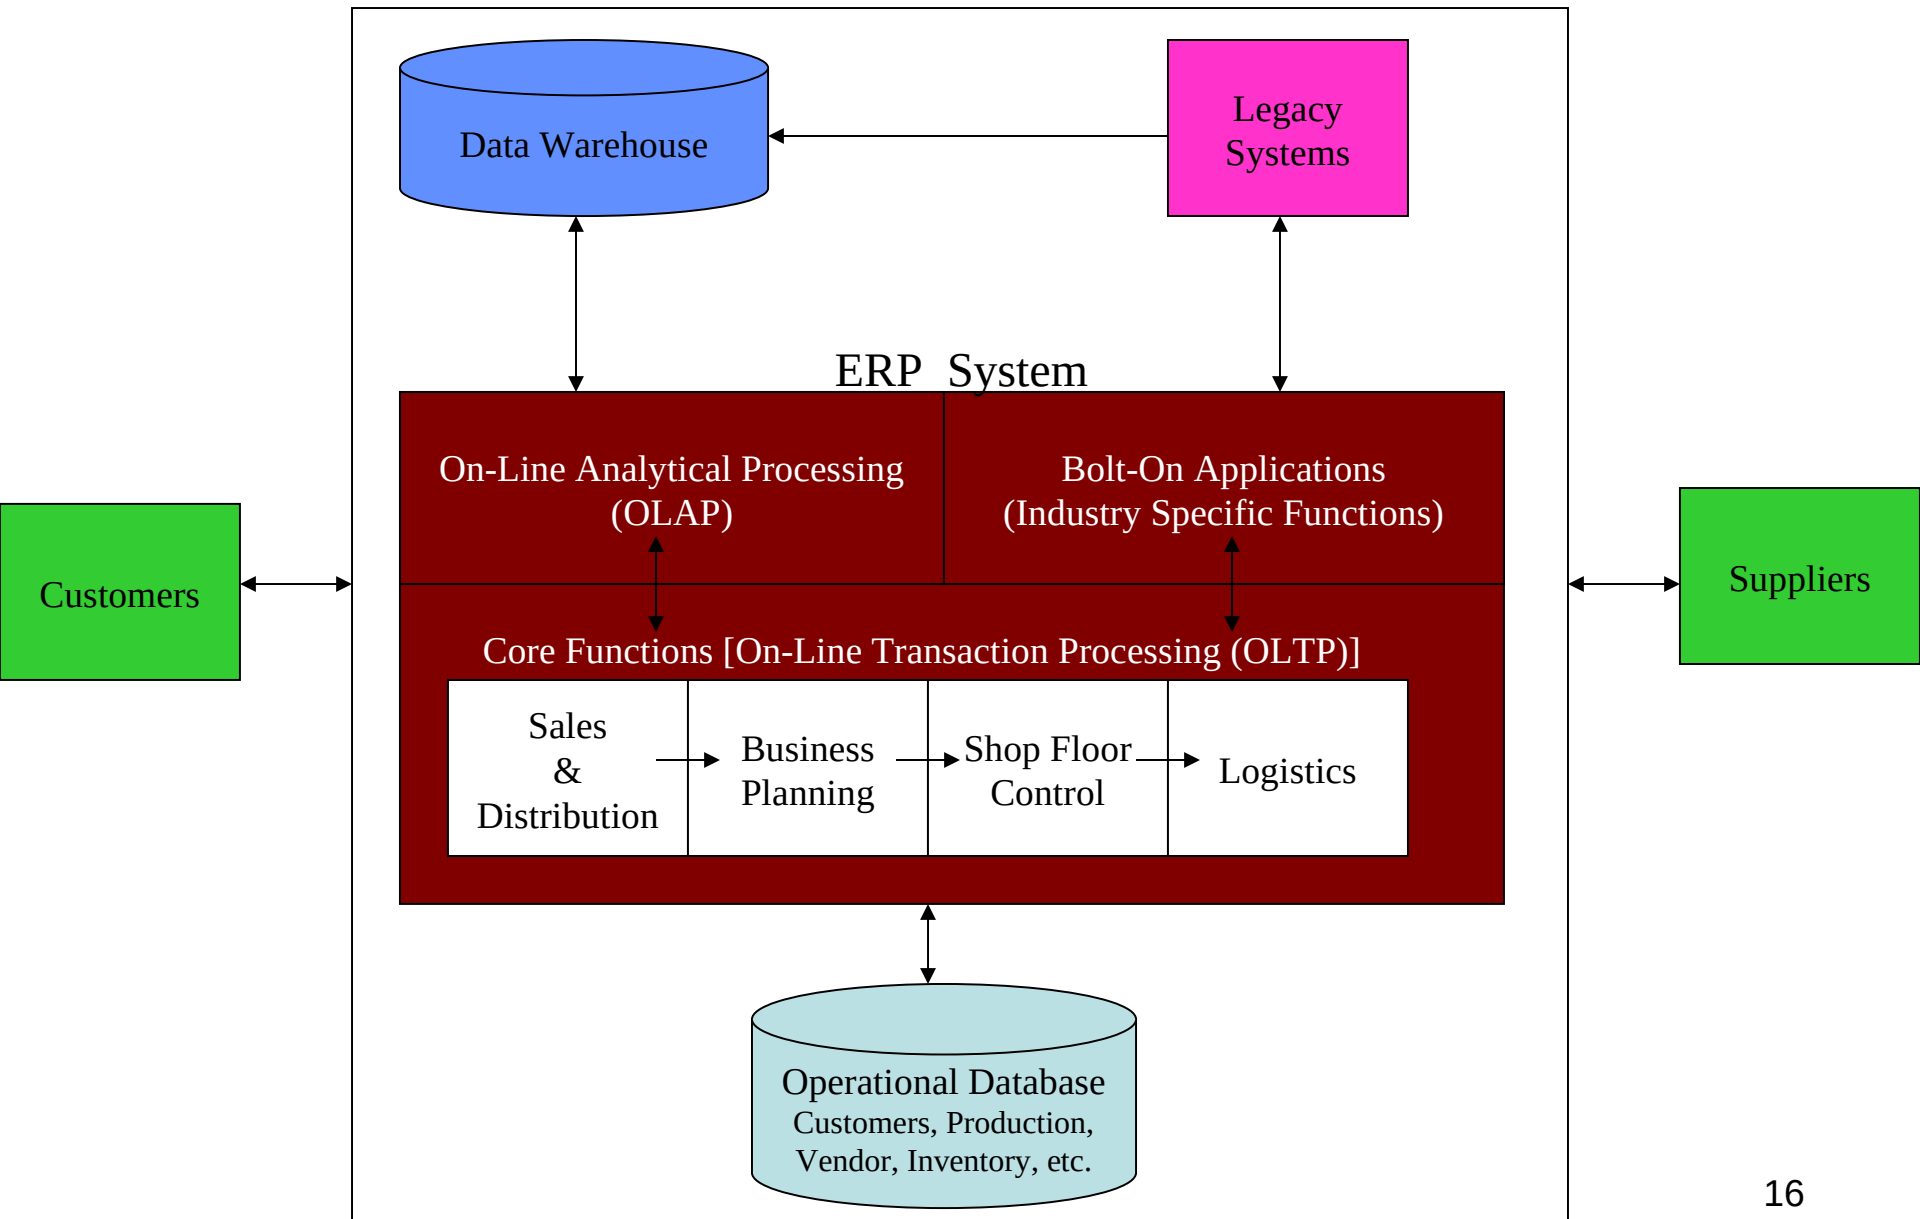 Data Warehouse
Legacy
Systems
ERP System
On-Line Analytical Processing
(OLAP)
Bolt-On Applications
(Industry Specific Functions)
Customers
Suppliers
Core Functions [On-Line Transaction Processing (OLTP)]
Sales
&
Distribution
Business
Planning
Shop Floor
Control
Logistics
Operational Database
Customers, Production,
Vendor, Inventory, etc.
16